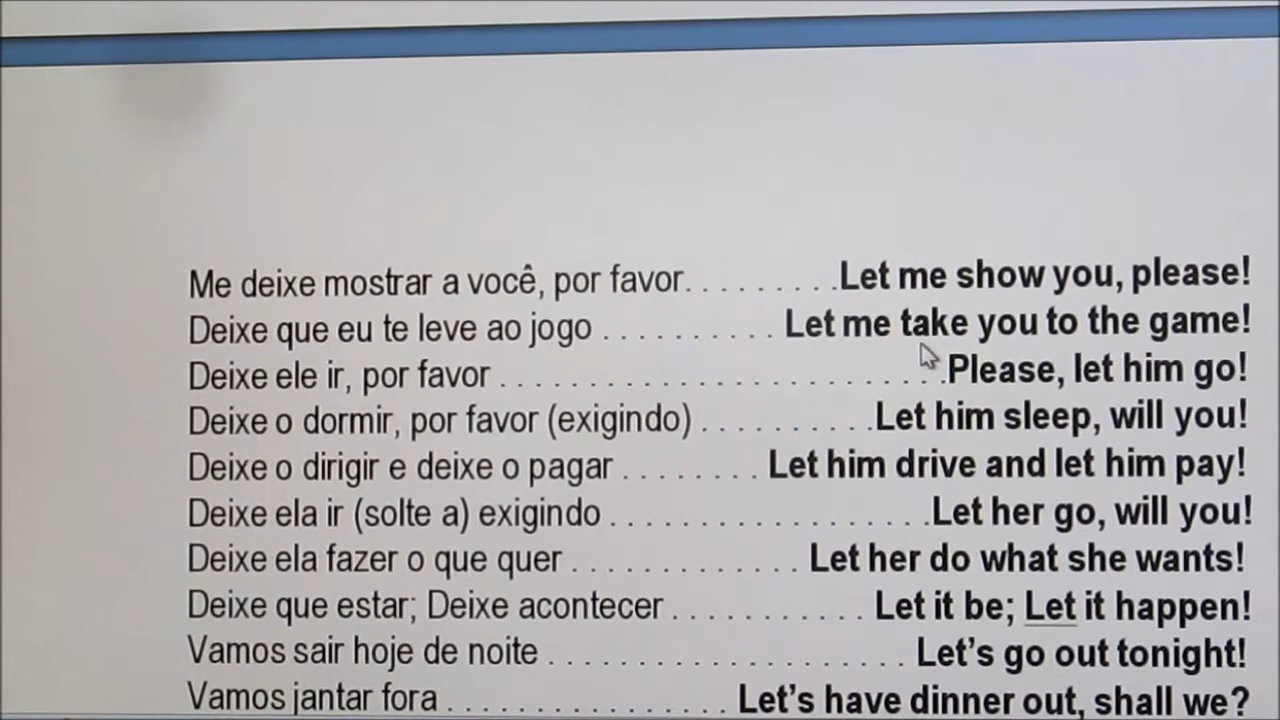 Me deixe mostrar a você, por favor. . . . . . . . . .Let me show you, please!
Deixe que eu te leve ao jogo . . . . . . . . . . Let me take you to the game!
Deixe ele ir, por favor . . . . . . . . . . . . . . . . . . . . . . . . . .Please, let him go!
Deixe o dormir, por favor (exigindo) . . . . . . . . . .Let him sleep, will you!
Deixe o dirigir e deixe o pagar . . . . . . . . Let him drive and let him pay!
Deixe ela ir (solte a) exigindo . . . . . . . . . . . . . . . . . . .Let her go, will you!
Deixe ela fazer o que quer . . . . . . . . . . . . . Let her do what she wants!
Deixe que estar; Deixe acontecer . . . . . . . . . . . Let it be; Let it happen!
Vamos sair hoje de noite . . . . . . . . . . . . . . . . . . . . . Let’s go out tonight!
Vamos jantar fora . . . . . . . . . . . . . . . . Let’s have dinner out, shall we?